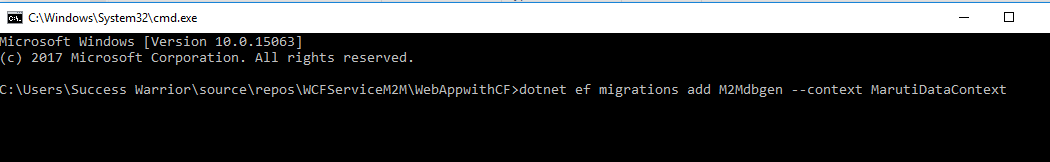 C:\Windows\System32\cmd.exe
Microsoft Windows [Version 10.0.15063]
(c) 2017 Microsoft Corporation. All rights reserved.
C:\Users\Success Warrior\source\repos\WCFServiceM2M\WebAppwithCF>dotnet ef migrations add M2Mdbgen --context MarutiDataContext